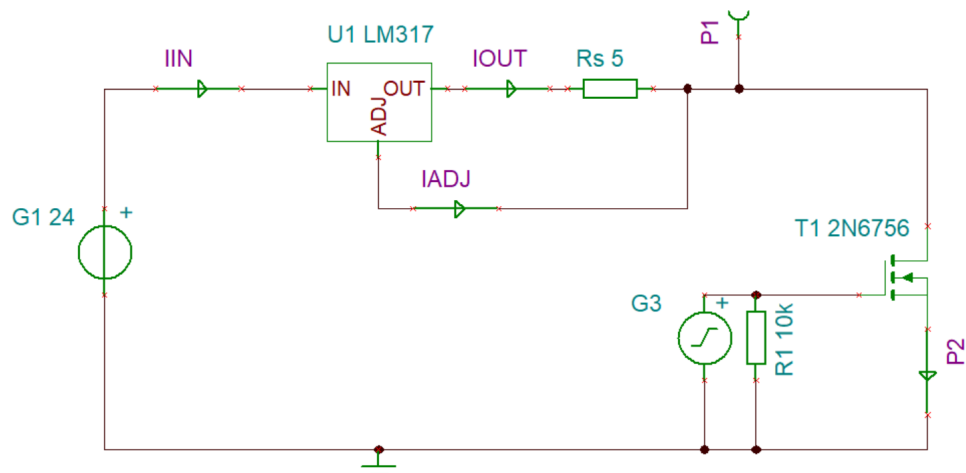 U1 LM317
IIN
IOUT
Rs 5
P1
IN
OUT
ADJ
IADJ
G1 24
+
T1 2N6756
G3
+
R1 10k
P2